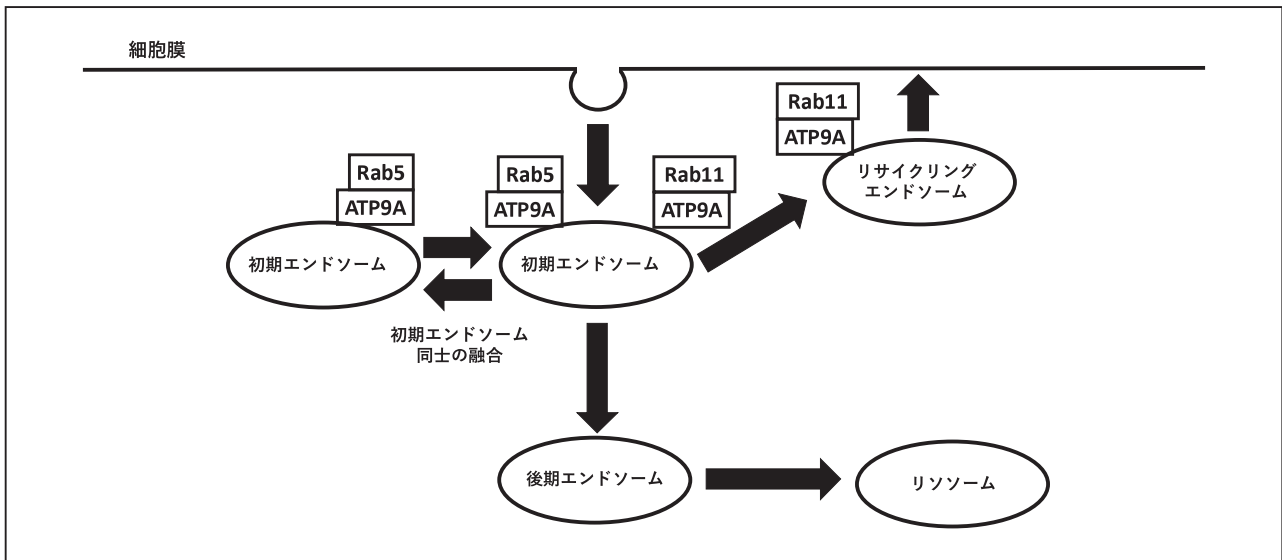 細胞膜
Rab11
ATP9A
リサイクリング
エンドソーム
Rab5
ATP9A
Rab5
ATP9A
Rab11
ATP9A
初期エンドソーム
初期エンドソーム
初期エンドソーム
同士の融合
後期エンドソーム
リソソーム